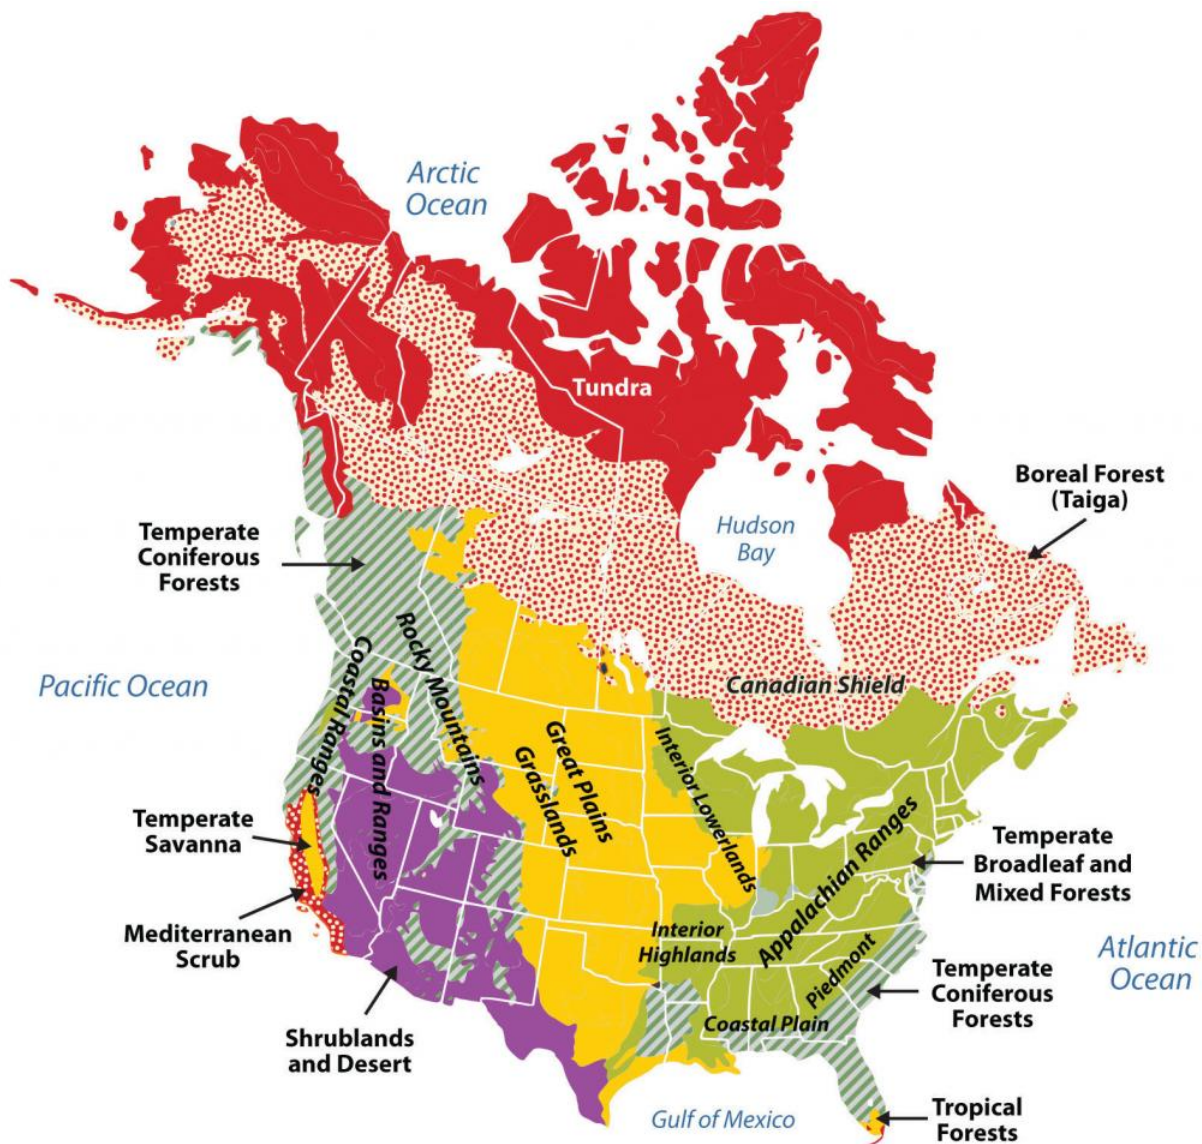 Arctic
Ocean
Tundra
Boreal Forest
(Taiga)
Hudson
Bay
Temperate
Coniferous
Forests
Rocky Mountains
Coastal Ranges
Basins and Ranges
Pacific Ocean
Canadian Shield
Great Plains
Grasslands
Interior Lowerlands
Temperate
Savanna
Appalachian Ranges
Temperate
Broadleaf and
Mixed Forests
Mediterranean
Scrub
Interior
Highlands
Piedmont
Atlantic
Ocean
Temperate
Coniferous
Forests
Coastal Plain
Shrublands
and Desert
Gulf of Mexico
Tropical
Forests